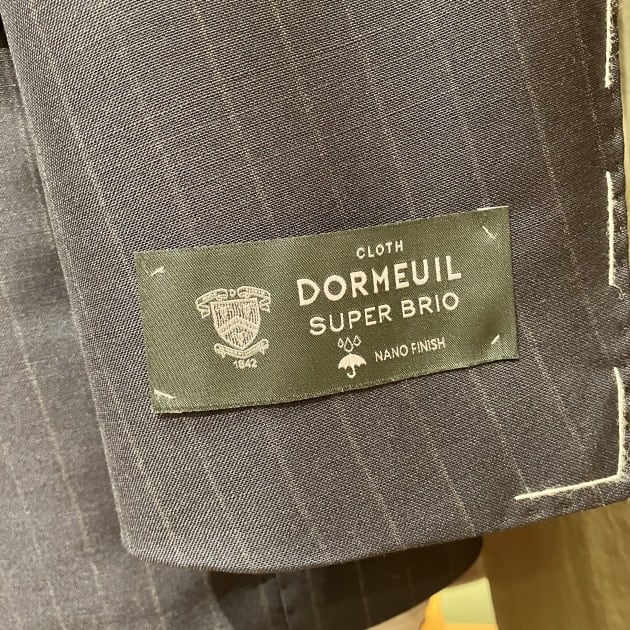 CLOTH
DORMEUIL
SUPER BRIO
NANO FINISH
1842